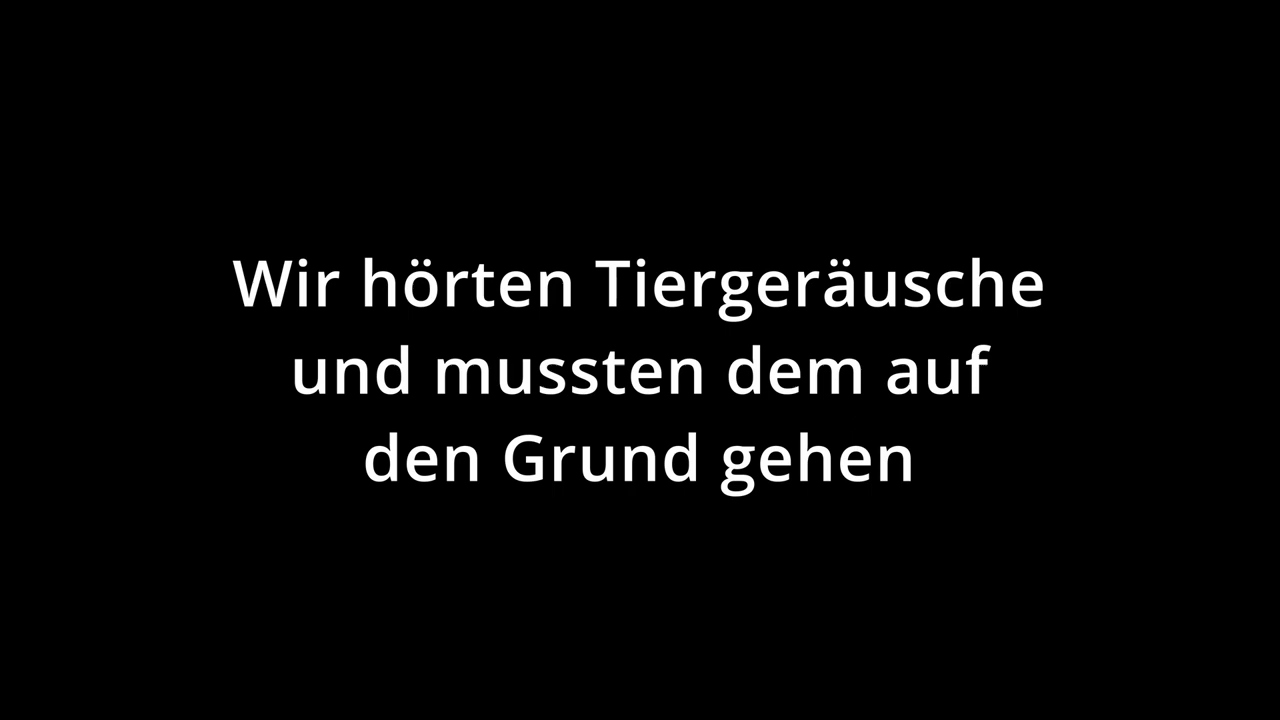 Wir hörten Tiergeräusche
und mussten dem auf
den Grund gehen